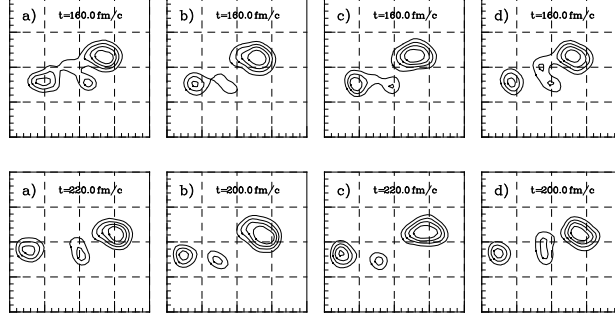 a) t=160.0 fm/c
b) t=160.0 fm/c
c) t=160.0 fm/c
d) t=160.0 fm/c
a) t=220.0 fm/c
b) t=200.0 fm/c
c) t=220.0 fm/c
d) t=200.0 fm/c